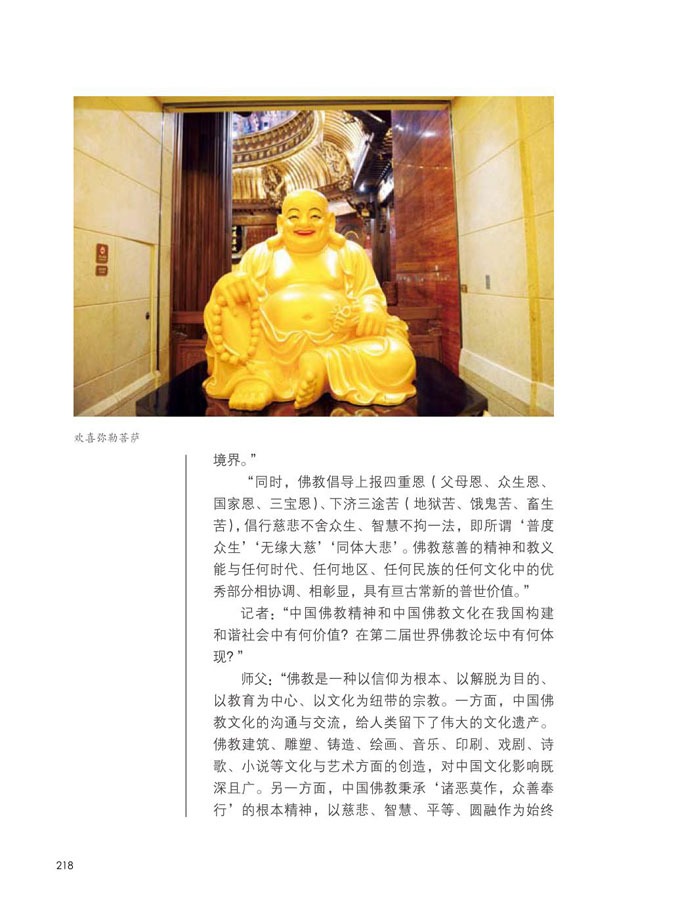 欢喜弥勒菩萨
境界。”
“同时，佛教倡导上报四重恩（父母恩、众生恩、
国家恩、三宝恩）、下济三途苦（地狱苦、饿鬼苦、畜生
苦），倡行慈悲不舍众生、智慧不拘一法，即所谓‘普度
众生’‘无缘大慈’‘同体大悲’。佛教慈善的精神和教义
能与任何时代、任何地区、任何民族的任何文化中的优
秀部分相协调、相彰显，具有亘古常新的普世价值。”
记者：“中国佛教精神和中国佛教文化在我国构建
和谐社会中有何价值？在第二届世界佛教论坛中有何体
现？”
师父：“佛教是一种以信仰为根本、以解脱为目的、
以教育为中心、以文化为纽带的宗教。一方面，中国佛
教文化的沟通与交流，给人类留下了伟大的文化遗产。
佛教建筑、雕塑、铸造、绘画、音乐、印刷、戏剧、诗
歌、小说等文化与艺术方面的创造，对中国文化影响既
深且广。另一方面，中国佛教秉承‘诸恶莫作，众善奉
行’的根本精神，以慈悲、智慧、平等、圆融作为始终
218